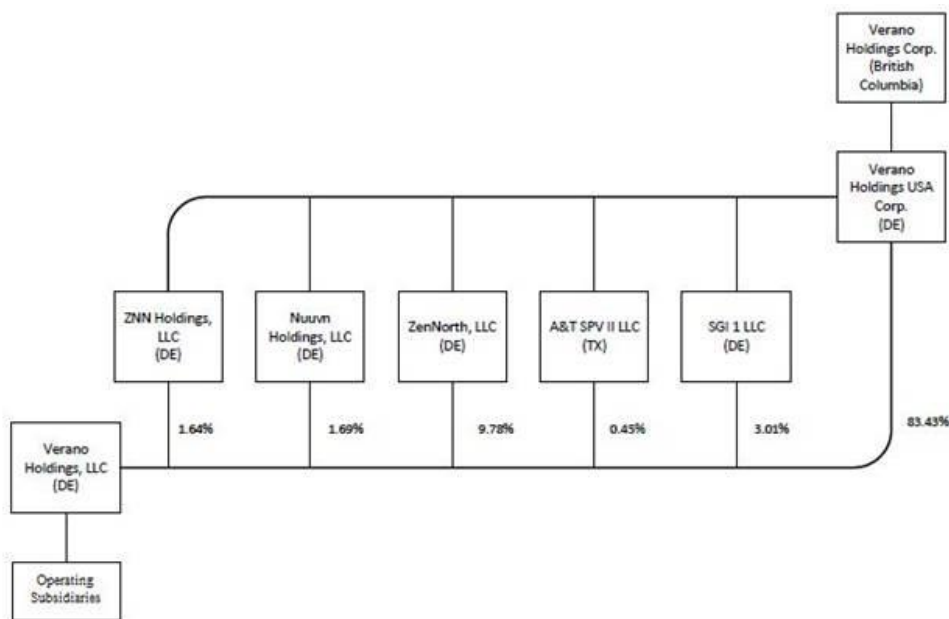 Verano
Holdings Corp.
(British
Columbia)
Verano
Holdings USA
Corp.
(DE)
ZNN Holdings,
LLC
(DE)
Nuuvn
Holdings, LLC
(DE)
ZenNorth, LLC
(DE)
A&T SPV II LLC
(TX)
SGI 1 LLC
(DE)
1.64%
1.69%
9.78%
0.45%
3.01%
83.43%
Verano
Holdings, LLC
(DE)
Operating
Subsidiaries